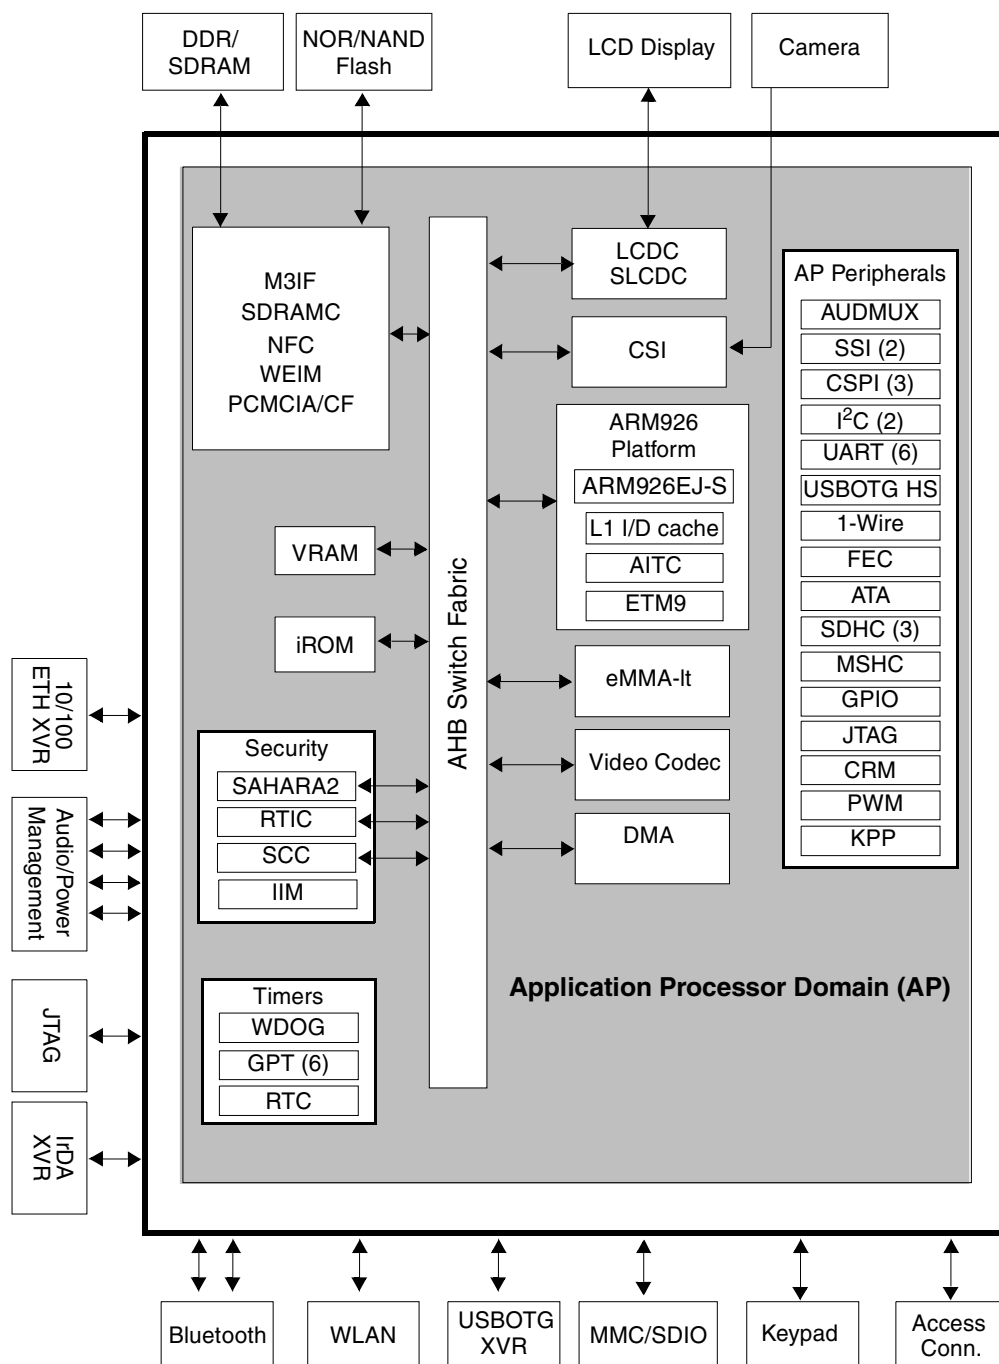 DDR/
SDRAM
NOR/NAND
Flash
LCD Display
Camera
M3IF
SDRAMC
NFC
WEIM
PCMCIA/CF
LCDC
SLCDC
CSI
ARM926
Platform
ARM926EJ-S
L1 I/D cache
AITC
ETM9
AP Peripherals
AUDMUX
SSI (2)
CSPI (3)
I²C (2)
UART (6)
USBOTG HS
1-Wire
FEC
ATA
SDHC (3)
MSHC
GPIO
JTAG
CRM
PWM
KPP
VRAM
iROM
AHB Switch Fabric
eMMA-lt
Video Codec
DMA
Security
SAHARA2
RTIC
SCC
IIM
Timers
WDOG
GPT (6)
RTC
Application Processor Domain (AP)
10/100
ETH XVR
Audio/Power
Management
JTAG
IrDA
XVR
Bluetooth
WLAN
USBOTG
XVR
MMC/SDIO
Keypad
Access
Conn.